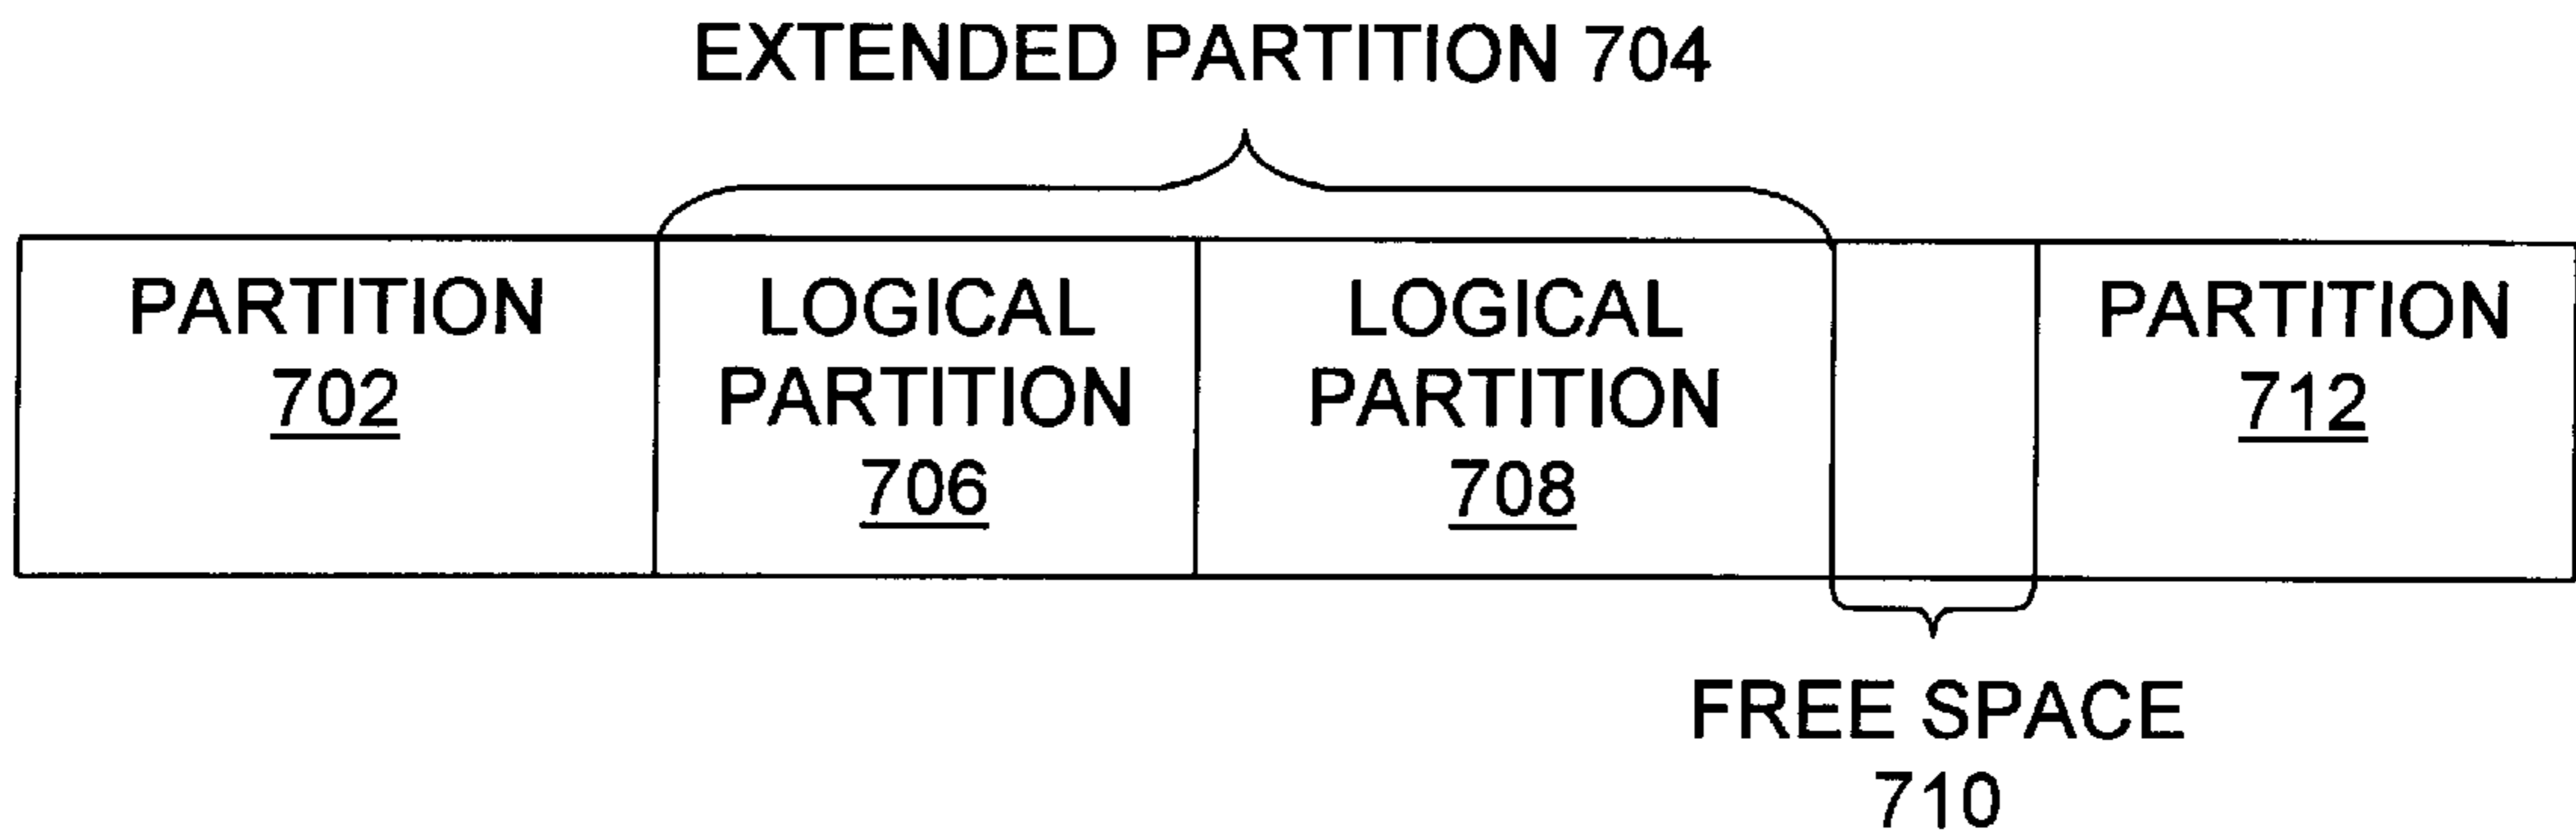 EXTENDED PARTITION 704
PARTITION
702
LOGICAL
PARTITION
706
LOGICAL
PARTITION
708
PARTITION
712
FREE SPACE
710